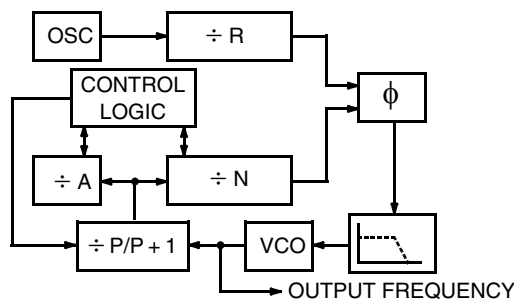 OSC
÷ R
CONTROL
LOGIC
ϕ
÷ A
÷ N
÷ P/P + 1
VCO
OUTPUT FREQUENCY